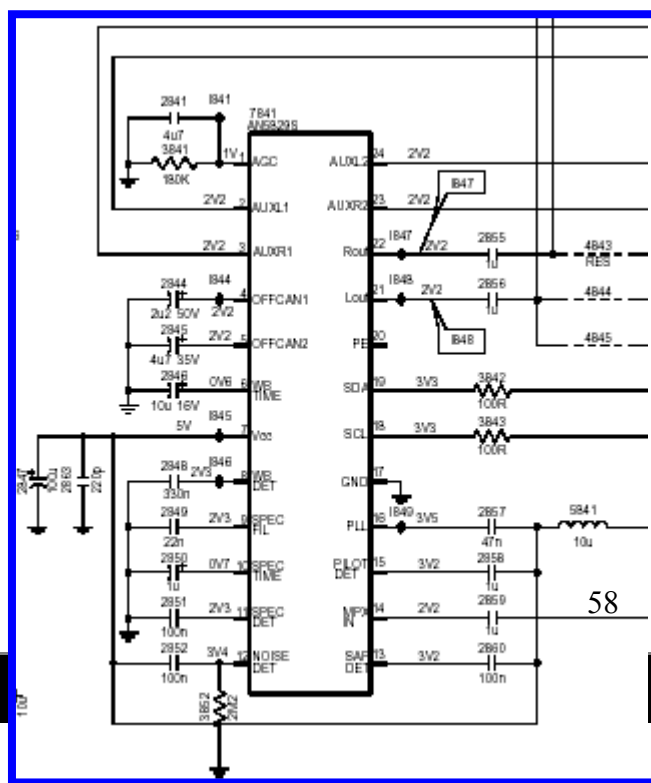 2841
I841
4u7
3841
180K
1V
7841
AN5829S
1
AGC
AUXL2
24
2V2
2V2
2
AUXL1
AUXR2
23
2V2
I847
2V2
3
AUXR1
Rout
22
I847
2V2
2855
1u
4843
RES
2844
2u2 50V
I844
2V2
4
OFFCAN1
Lout
21
I848
2V2
2856
1u
4844
I848
2845
4u7 35V
2V2
5
OFFCAN2
PE
20
4845
2846
10u 16V
0V6
6
WB
TIME
SDA
19
3V3
3842
100R
5V
I845
7
Vcc
SCL
18
3V3
3843
100R
2847
100u
2863
220p
2848
330n
2V3
I846
8
WB
DET
GND
17
2849
22n
2V3
9
SPEC
FIL
PLL
16
I849
3V5
2857
47n
5841
10u
2850
1u
0V7
10
SPEC
TIME
PILOT
DET
15
3V2
2858
1u
2851
100n
2V3
11
SPEC
DET
MPX
IN
14
2V2
2859
1u
58
2852
100n
3V4
12
NOISE
DET
SAP
DET
13
3V2
2860
100n
3852
2M2
10u